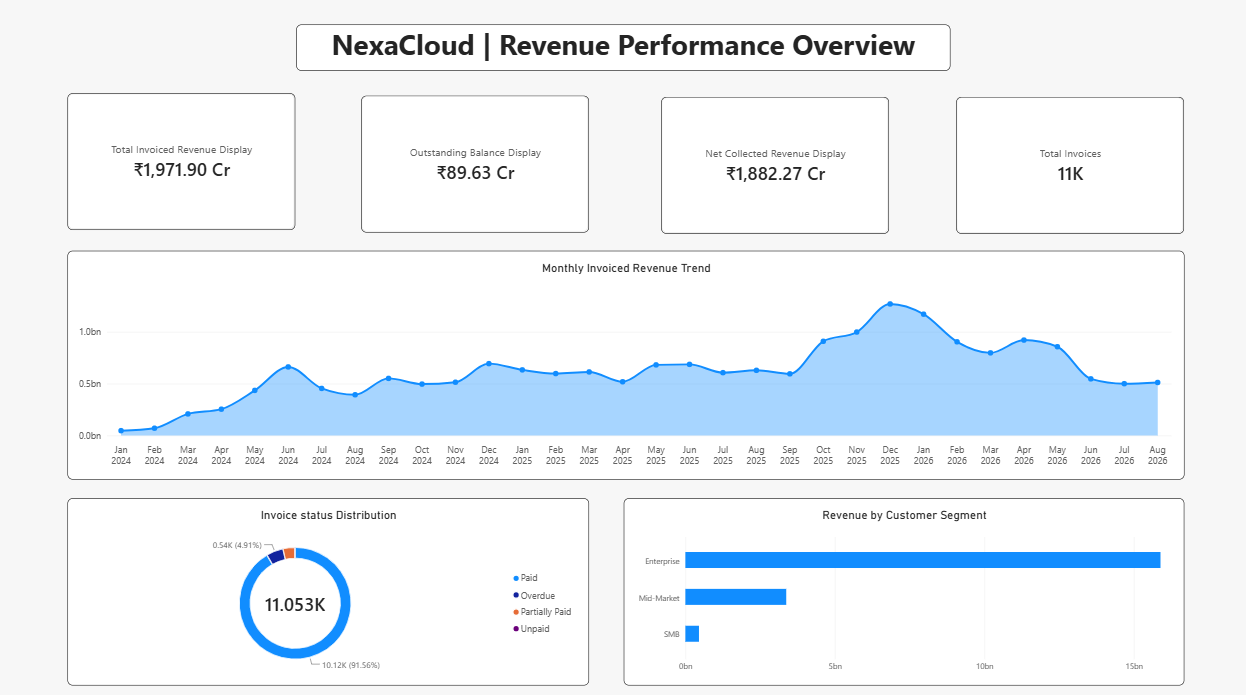 NexaCloud | Revenue Performance Overview
Total Invoiced Revenue Display
₹1,971.90 Cr
Outstanding Balance Display
₹89.63 Cr
Net Collected Revenue Display
₹1,882.27 Cr
Total Invoices
11K
Monthly Invoiced Revenue Trend
1.0bn
0.5bn
0.0bn
Jan Feb Mar Apr May Jun Jul Aug Sep Oct Nov Dec Jan Feb Mar Apr May Jun Jul Aug Sep Oct Nov Dec Jan Feb Mar Apr May Jun Jul Aug
2024 2024 2024 2024 2024 2024 2024 2024 2024 2024 2024 2024 2025 2025 2025 2025 2025 2025 2025 2025 2025 2025 2025 2025 2026 2026 2026 2026 2026 2026 2026 2026
Invoice status Distribution
0.54K (4.91%)
11.053K
10.12K (91.56%)
Paid
Overdue
Partially Paid
Unpaid
Revenue by Customer Segment
Enterprise
Mid-Market
SMB
0bn 5bn 10bn 15bn